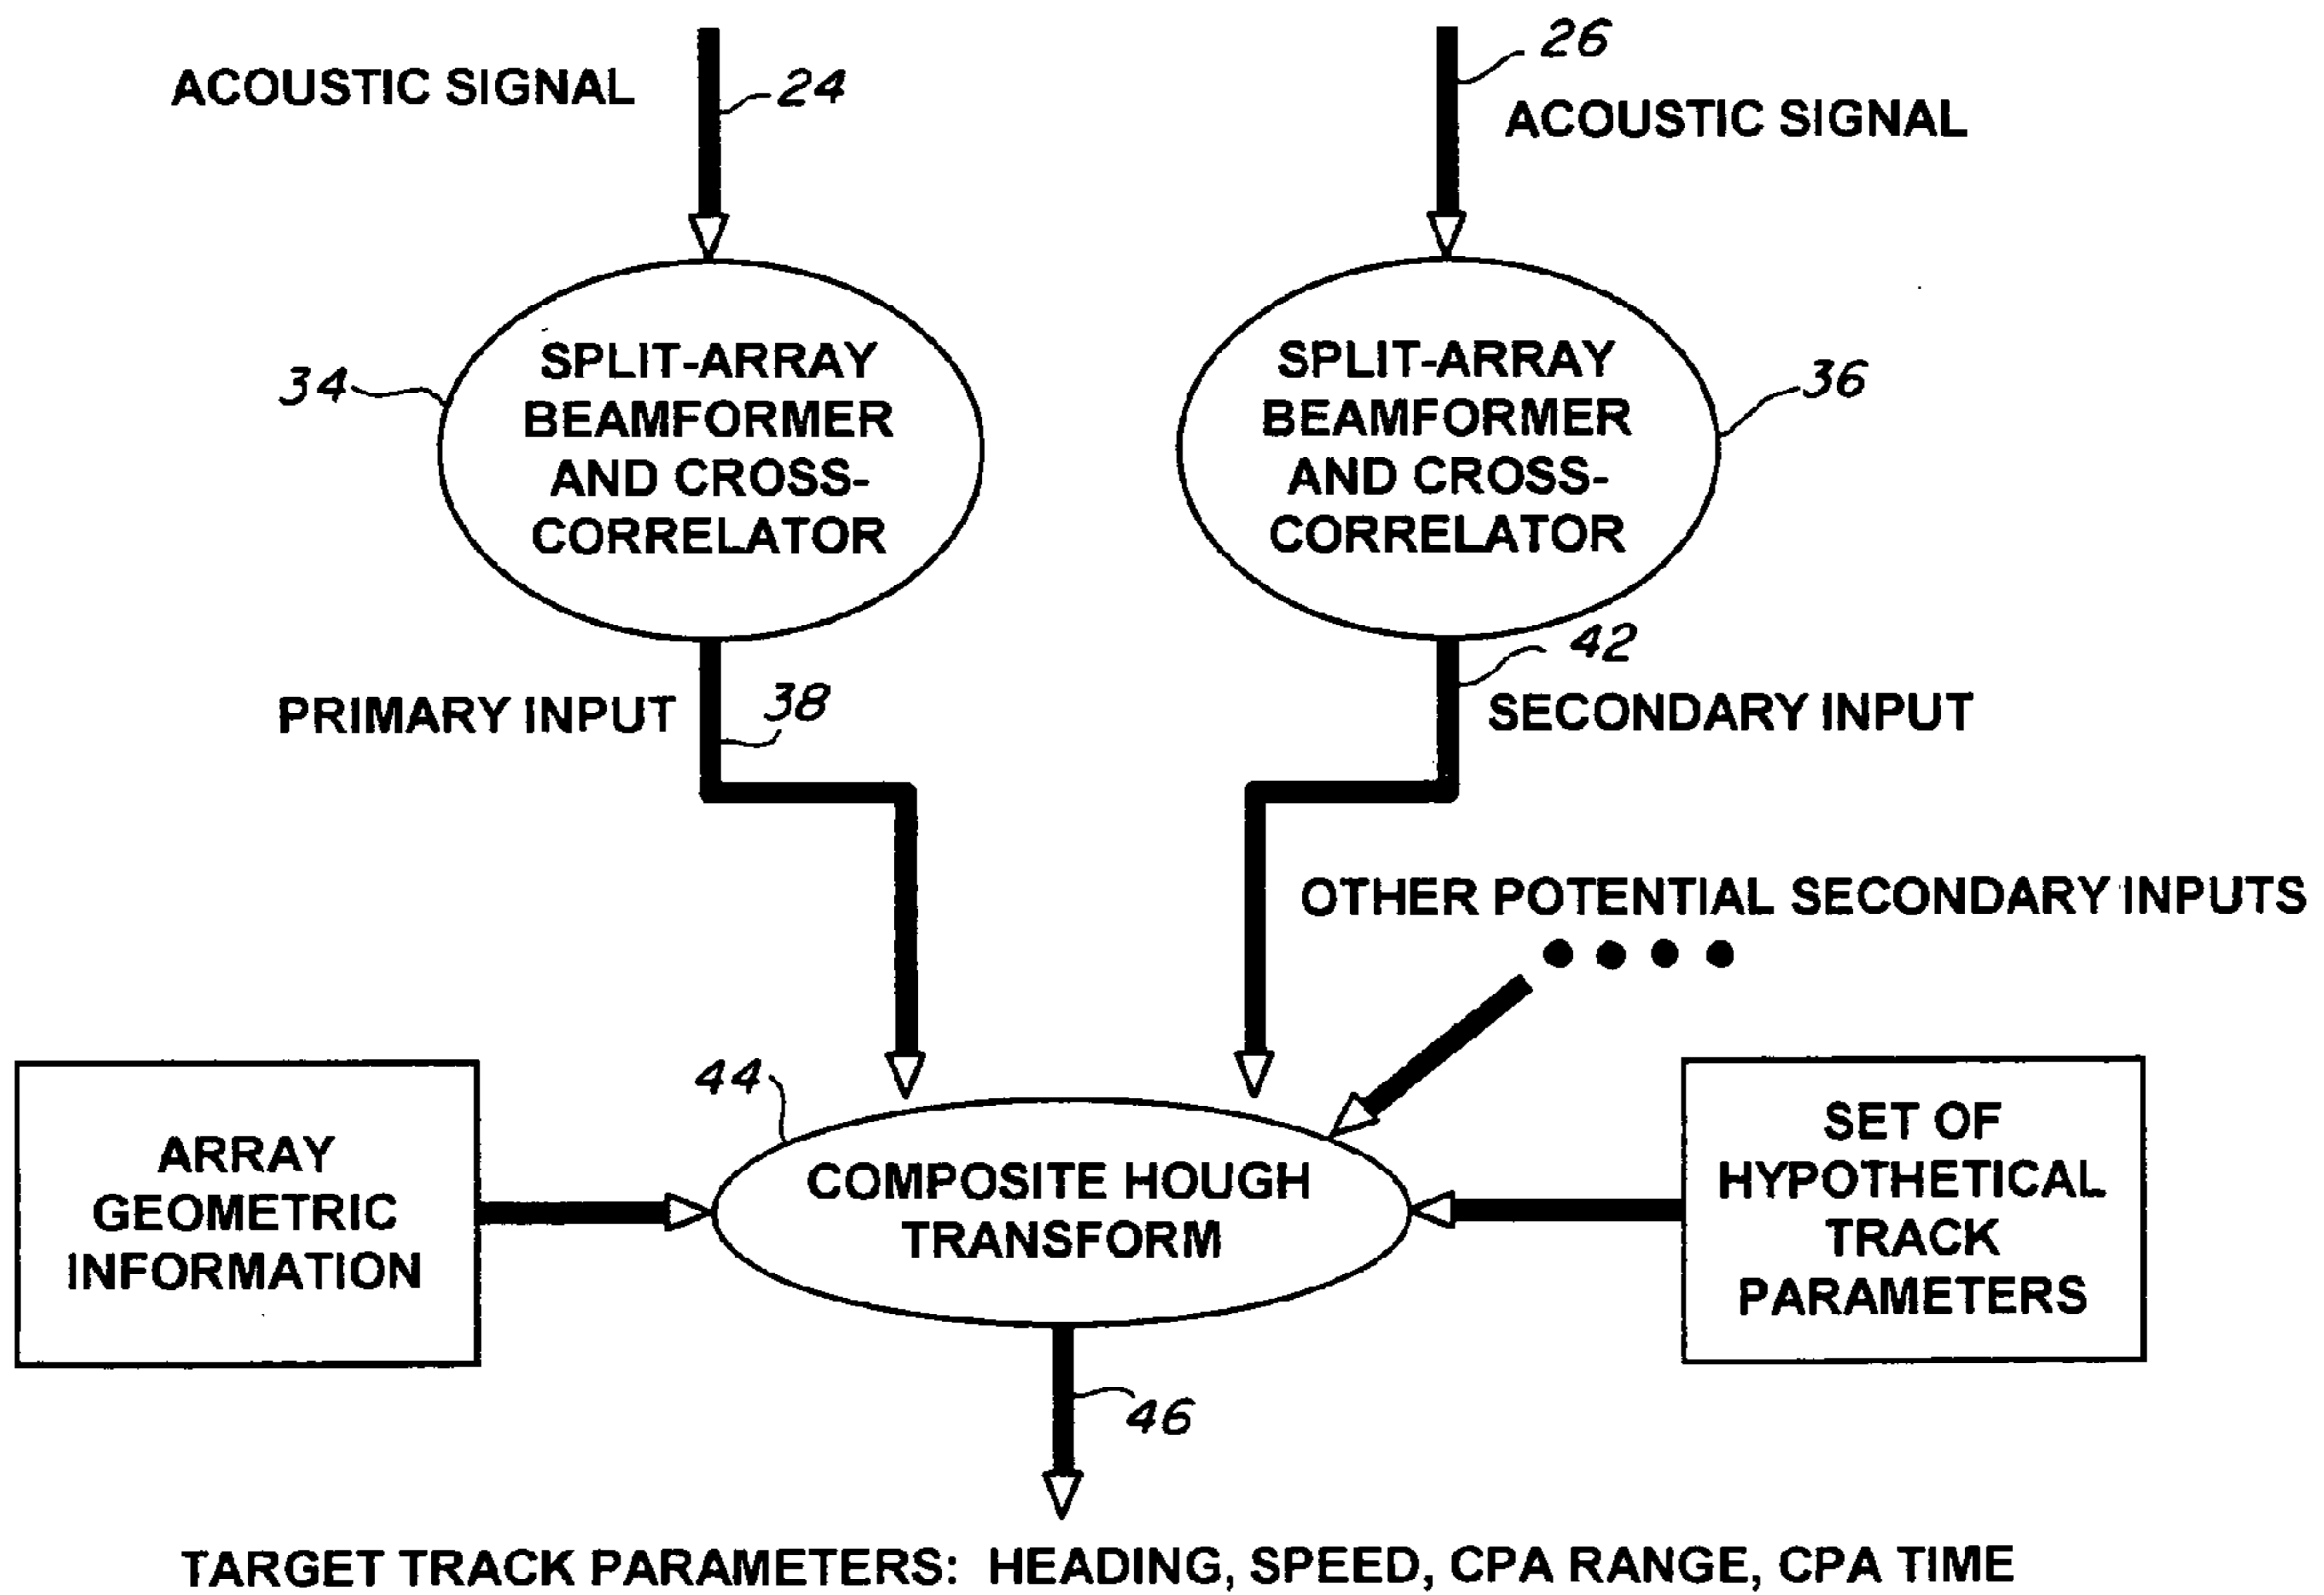 26
24
ACOUSTIC SIGNAL
ACOUSTIC SIGNAL
34
SPLIT-ARRAY
BEAMFORMER
AND CROSS-
CORRELATOR
SPLIT-ARRAY
BEAMFORMER
AND CROSS-
CORRELATOR
36
PRIMARY INPUT
38
42
SECONDARY INPUT
OTHER POTENTIAL SECONDARY INPUTS
44
ARRAY
GEOMETRIC
INFORMATION
COMPOSITE HOUGH
TRANSFORM
SET OF
HYPOTHETICAL
TRACK
PARAMETERS
46
TARGET TRACK PARAMETERS: HEADING, SPEED, CPA RANGE, CPA TIME